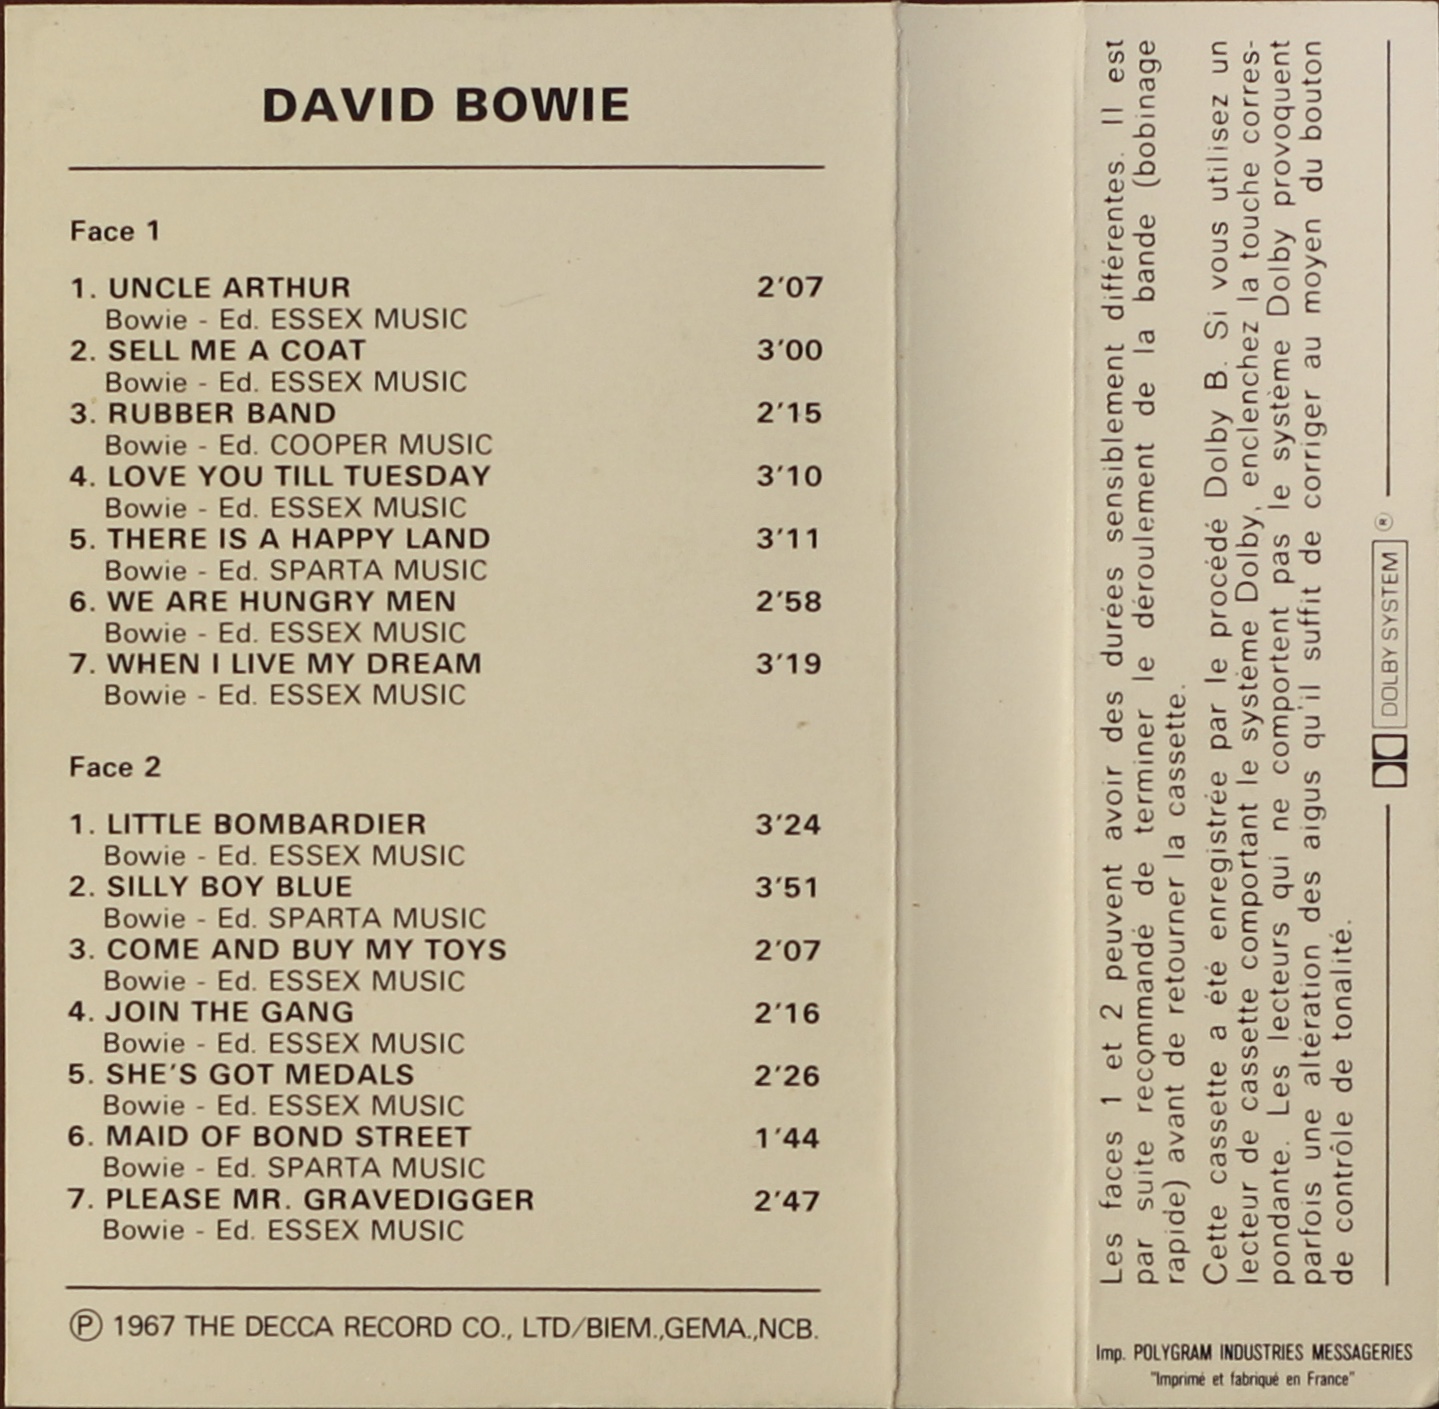 DAVID BOWIE
Face 1
1. UNCLE ARTHUR 2'07
Bowie - Ed. ESSEX MUSIC
2. SELL ME A COAT 3'00
Bowie - Ed. ESSEX MUSIC
3. RUBBER BAND 2'15
Bowie - Ed. COOPER MUSIC
4. LOVE YOU TILL TUESDAY 3'10
Bowie - Ed. ESSEX MUSIC
5. THERE IS A HAPPY LAND 3'11
Bowie - Ed. SPARTA MUSIC
6. WE ARE HUNGRY MEN 2'58
Bowie - Ed. ESSEX MUSIC
7. WHEN I LIVE MY DREAM 3'19
Bowie - Ed. ESSEX MUSIC
Face 2
1. LITTLE BOMBARDIER 3'24
Bowie - Ed. ESSEX MUSIC
2. SILLY BOY BLUE 3'51
Bowie - Ed. SPARTA MUSIC
3. COME AND BUY MY TOYS 2'07
Bowie - Ed. ESSEX MUSIC
4. JOIN THE GANG 2'16
Bowie - Ed. ESSEX MUSIC
5. SHE'S GOT MEDALS 2'26
Bowie - Ed. ESSEX MUSIC
6. MAID OF BOND STREET 1'44
Bowie - Ed. SPARTA MUSIC
7. PLEASE MR. GRAVEDIGGER 2'47
Bowie - Ed. ESSEX MUSIC
Ⓟ 1967 THE DECCA RECORD CO., LTD/BIEM.,GEMA.,NCB.
Les faces 1 et 2 peuvent avoir des durées sensiblement différentes. Il est
par suite recommandé de terminer le déroulement de la bande (bobinage
rapide) avant de retourner la cassette.
Cette cassette a été enregistrée par le procédé Dolby B. Si vous utilisez un
lecteur de cassette comportant le système Dolby, enclenchez la touche corres-
pondante. Les lecteurs qui ne comportent pas le système Dolby provoquent
parfois une altération des aigus qu'il suffit de corriger au moyen du bouton
de contrôle de tonalité.
DOLBY SYSTEM ®
Imp. POLYGRAM INDUSTRIES MESSAGERIES
"Imprimé et fabriqué en France"